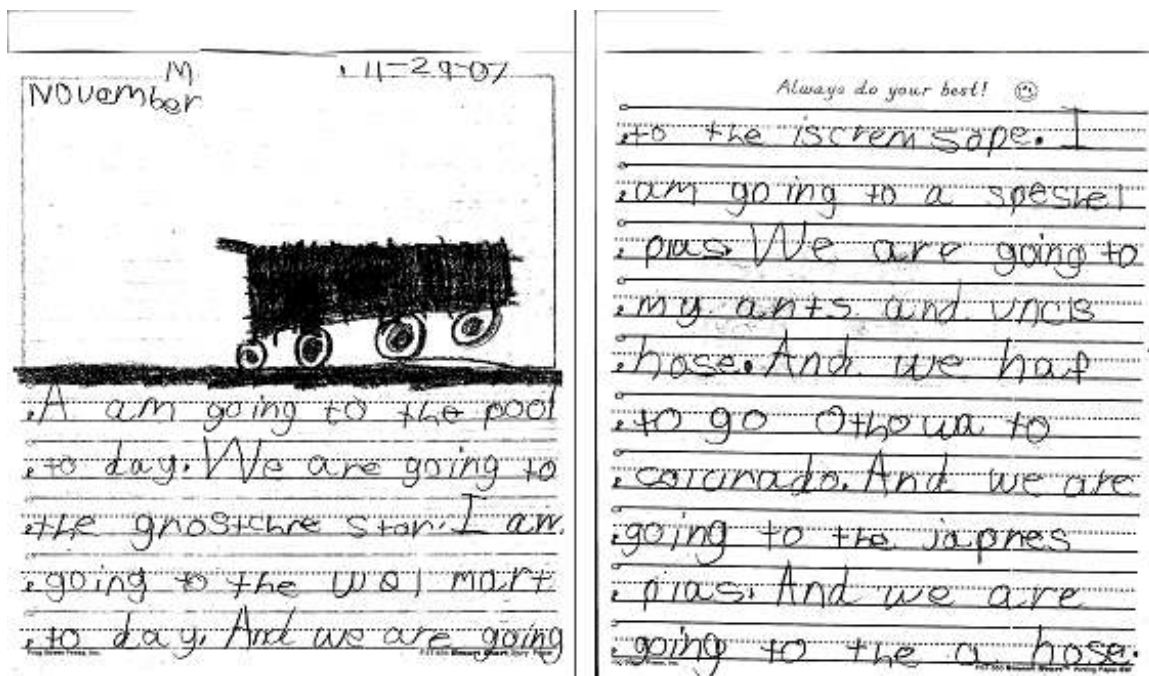 M
November
11-29-07
A am going to the pool
to day. We are going to
the gnostchre stor. I am
going to the wol mart
to day. And we are going
Always do your best!
to the iscrem sope. I
am going to a speshel
plas. We are going to
my ants and uncls
hose. And we haf
to go Othowa to
colcinado. And we are
going to the japnes
plas. And we are
going to the a hose.